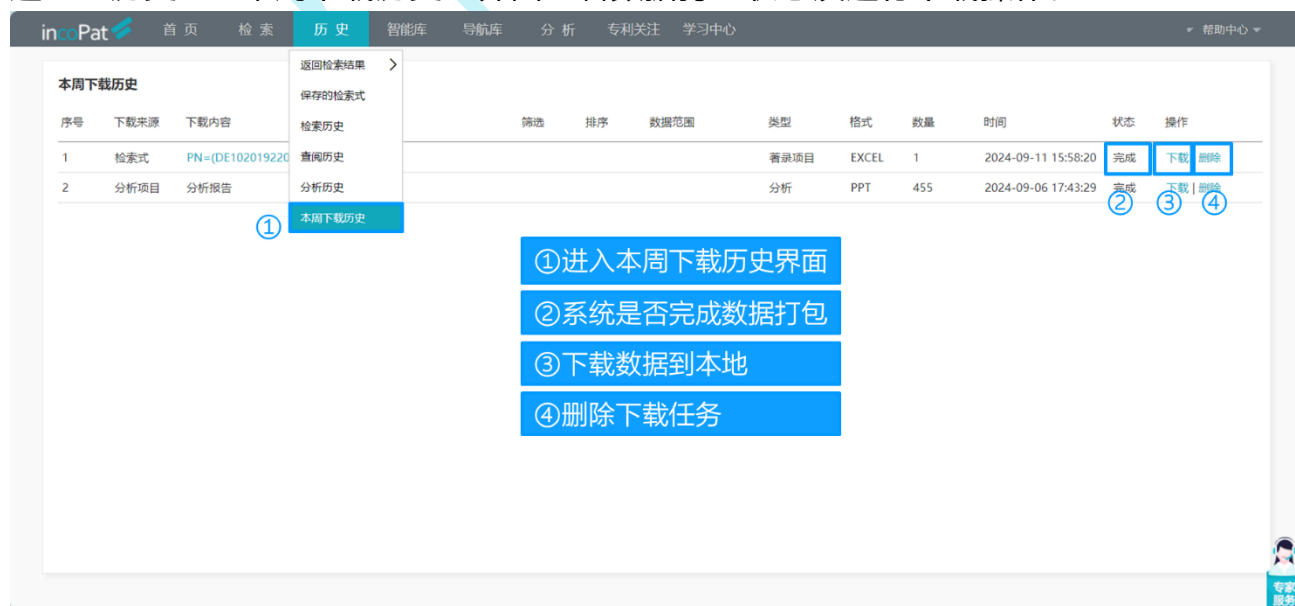 incoPat 首页 检索 历史 智能库 导航库 分析 专利关注 学习中心 帮助中心
返回检索结果
保存的检索式
检索历史
查阅历史
分析历史
本周下载历史
①
本周下载历史
序号 下载来源 下载内容 筛选 排序 数据范围 类型 格式 数量 时间 状态 操作
1 检索式 PN=(DE102019220 著录项目 EXCEL 1 2024-09-11 15:58:20 完成 下载 删除
2 分析项目 分析报告 分析 PPT 455 2024-09-06 17:43:29 完成 下载 | 删除
② ③ ④
①进入本周下载历史界面
②系统是否完成数据打包
③下载数据到本地
④删除下载任务
专家
服务